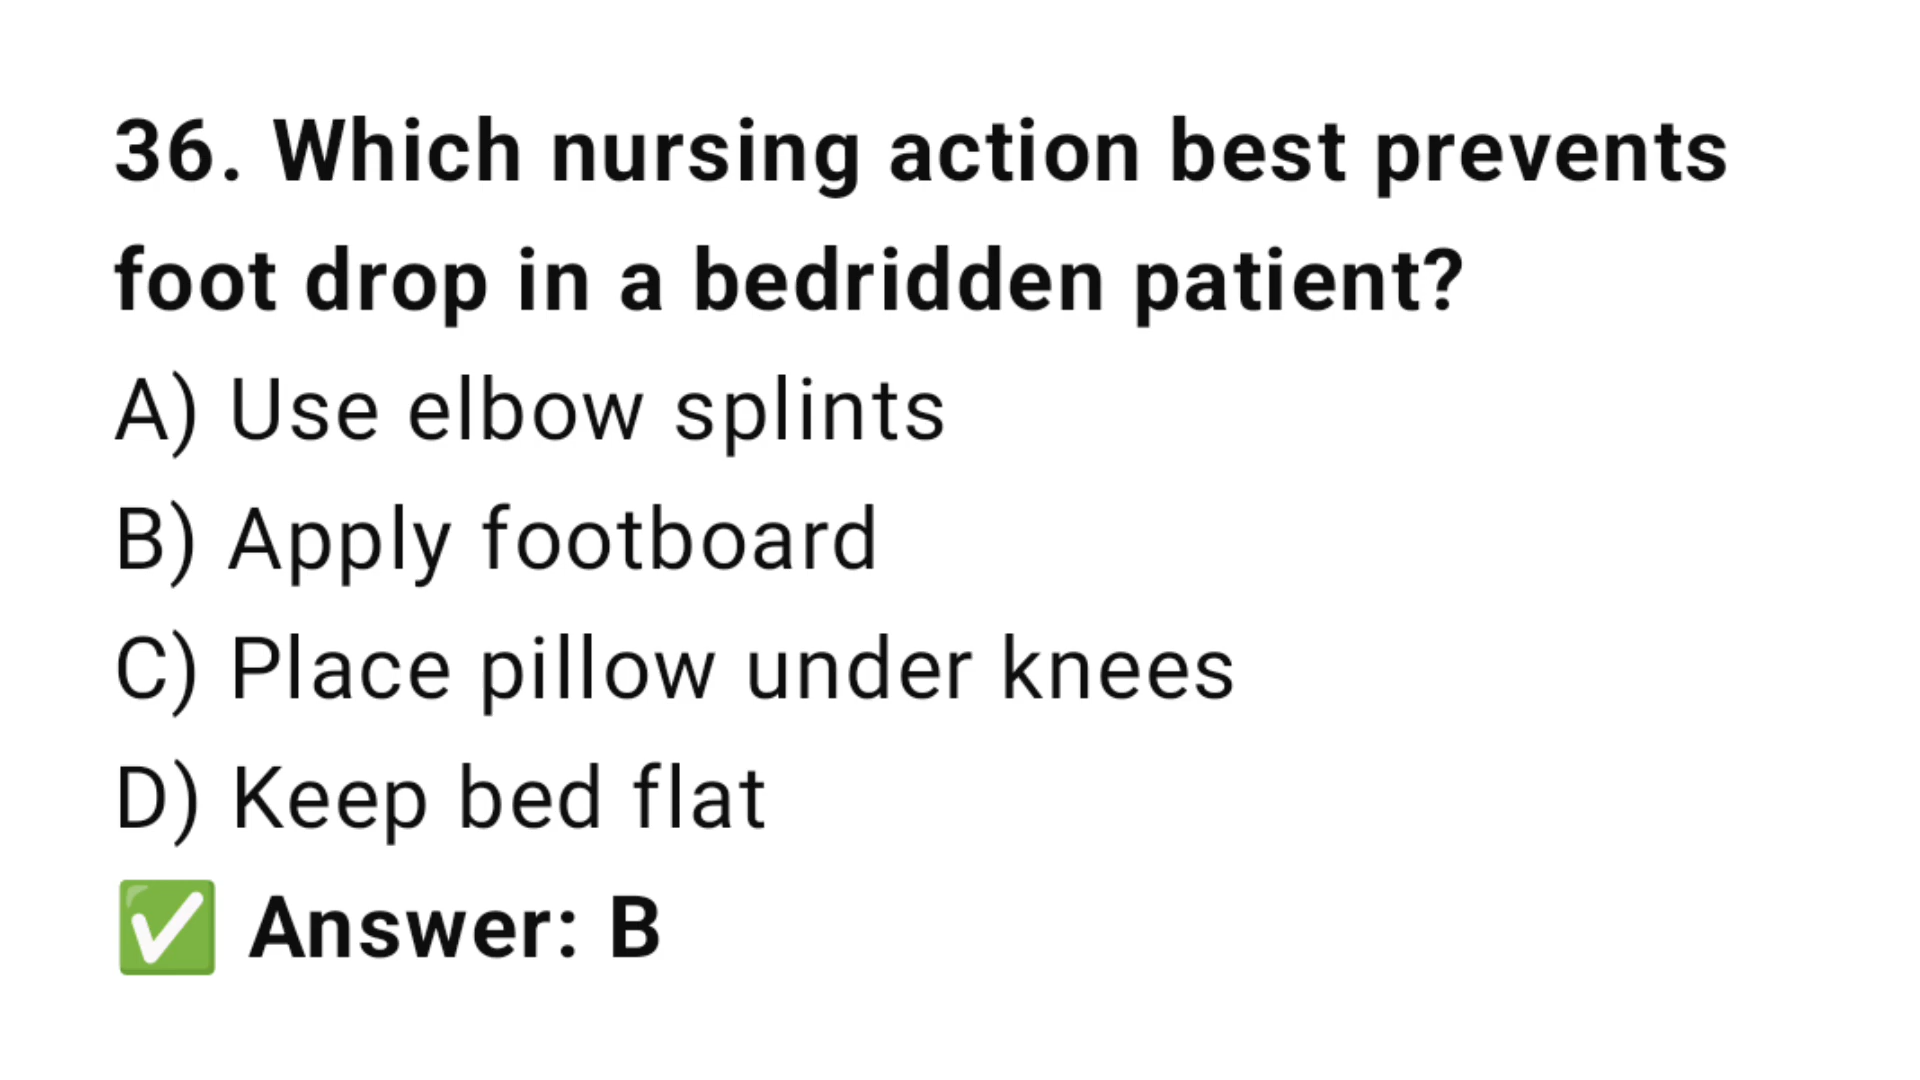 36. Which nursing action best prevents
foot drop in a bedridden patient?
A) Use elbow splints
B) Apply footboard
C) Place pillow under knees
D) Keep bed flat
✅ Answer: B